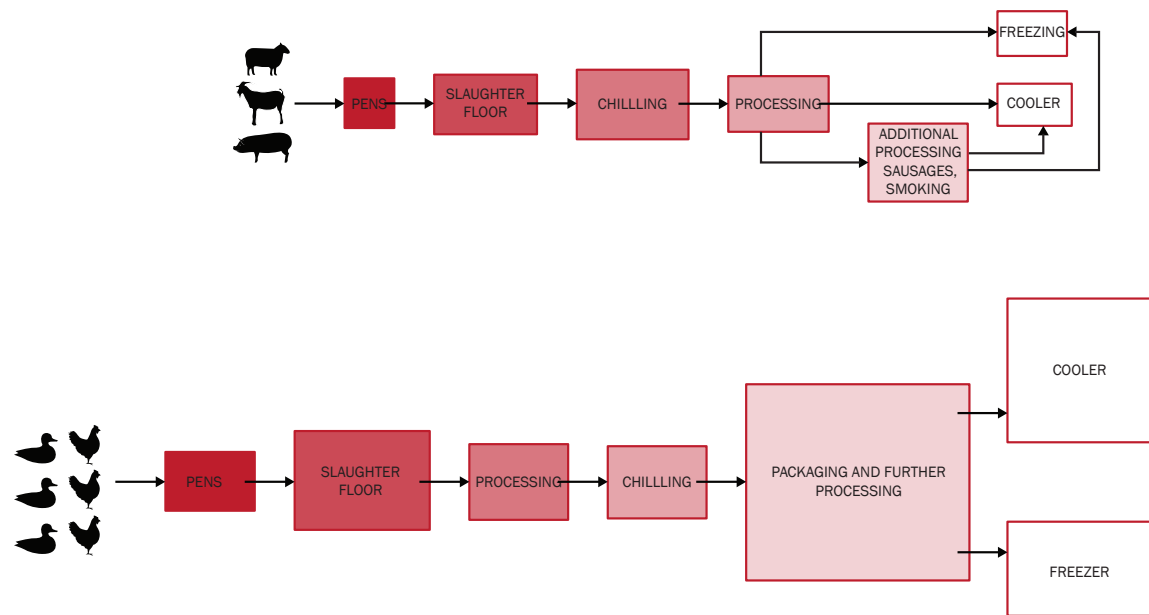 FREEZING
PENS
SLAUGHTER
FLOOR
CHILLLING
PROCESSING
COOLER
ADDITIONAL
PROCESSING
SAUSAGES,
SMOKING
COOLER
PENS
SLAUGHTER
FLOOR
PROCESSING
CHILLLING
PACKAGING AND FURTHER
PROCESSING
FREEZER